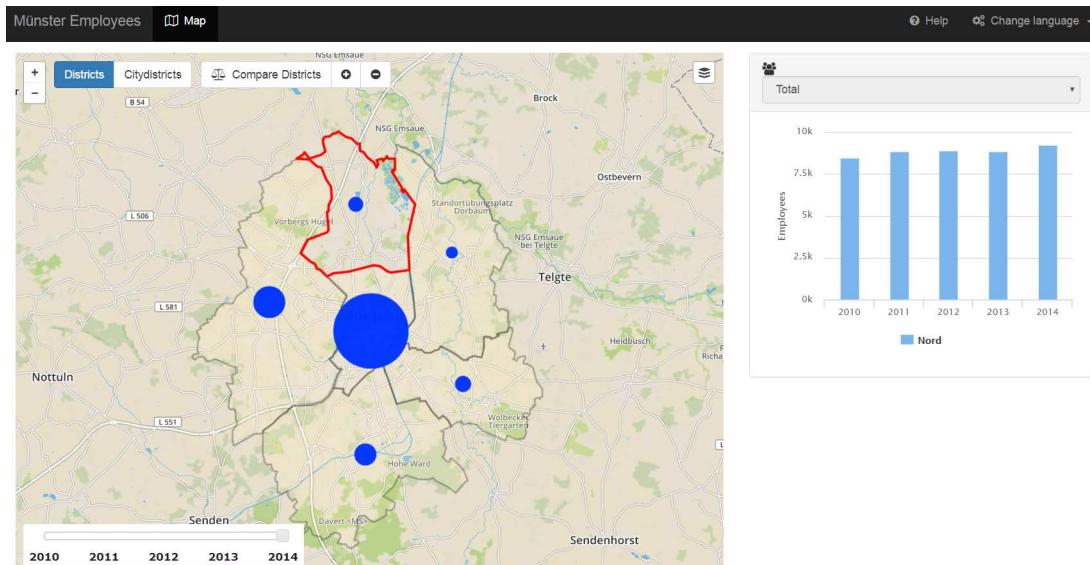 Münster Employees Map Help Change language
+
−
Districts Citydistricts Compare Districts
NSG Emsaue
B 54
Brock
NSG Emsaue
Ostbevern
Standortübungsplatz
Dorbaum
L 506
Vorbergs Hügel
NSG Emsaue
bei Telgte
Telgte
L 581
Heidbusch
Nottuln
Wolbecker
Tiergarten
L 551
Hohe Ward
Senden
Davert <MS>
Sendenhorst
2010 2011 2012 2013 2014
Total
10k
7.5k
5k
2.5k
0k
Employees
2010 2011 2012 2013 2014
Nord